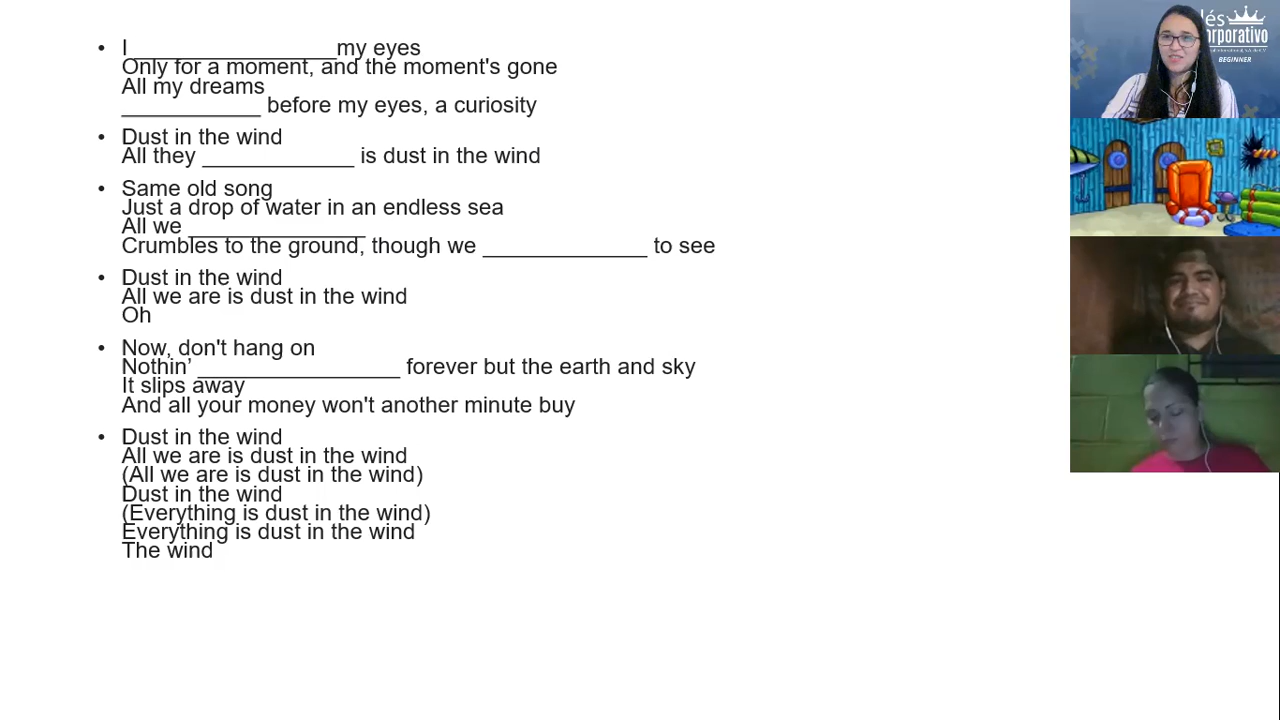 • I _________________my eyes
Only for a moment, and the moment's gone
All my dreams
____________ before my eyes, a curiosity
• Dust in the wind
All they _____________ is dust in the wind
• Same old song
Just a drop of water in an endless sea
All we _______________
Crumbles to the ground, though we ______________ to see
• Dust in the wind
All we are is dust in the wind
Oh
• Now, don't hang on
Nothin’ _________________ forever but the earth and sky
It slips away
And all your money won't another minute buy
• Dust in the wind
All we are is dust in the wind
(All we are is dust in the wind)
Dust in the wind
(Everything is dust in the wind)
Everything is dust in the wind
The wind
lés
orporativo
BEGINNER